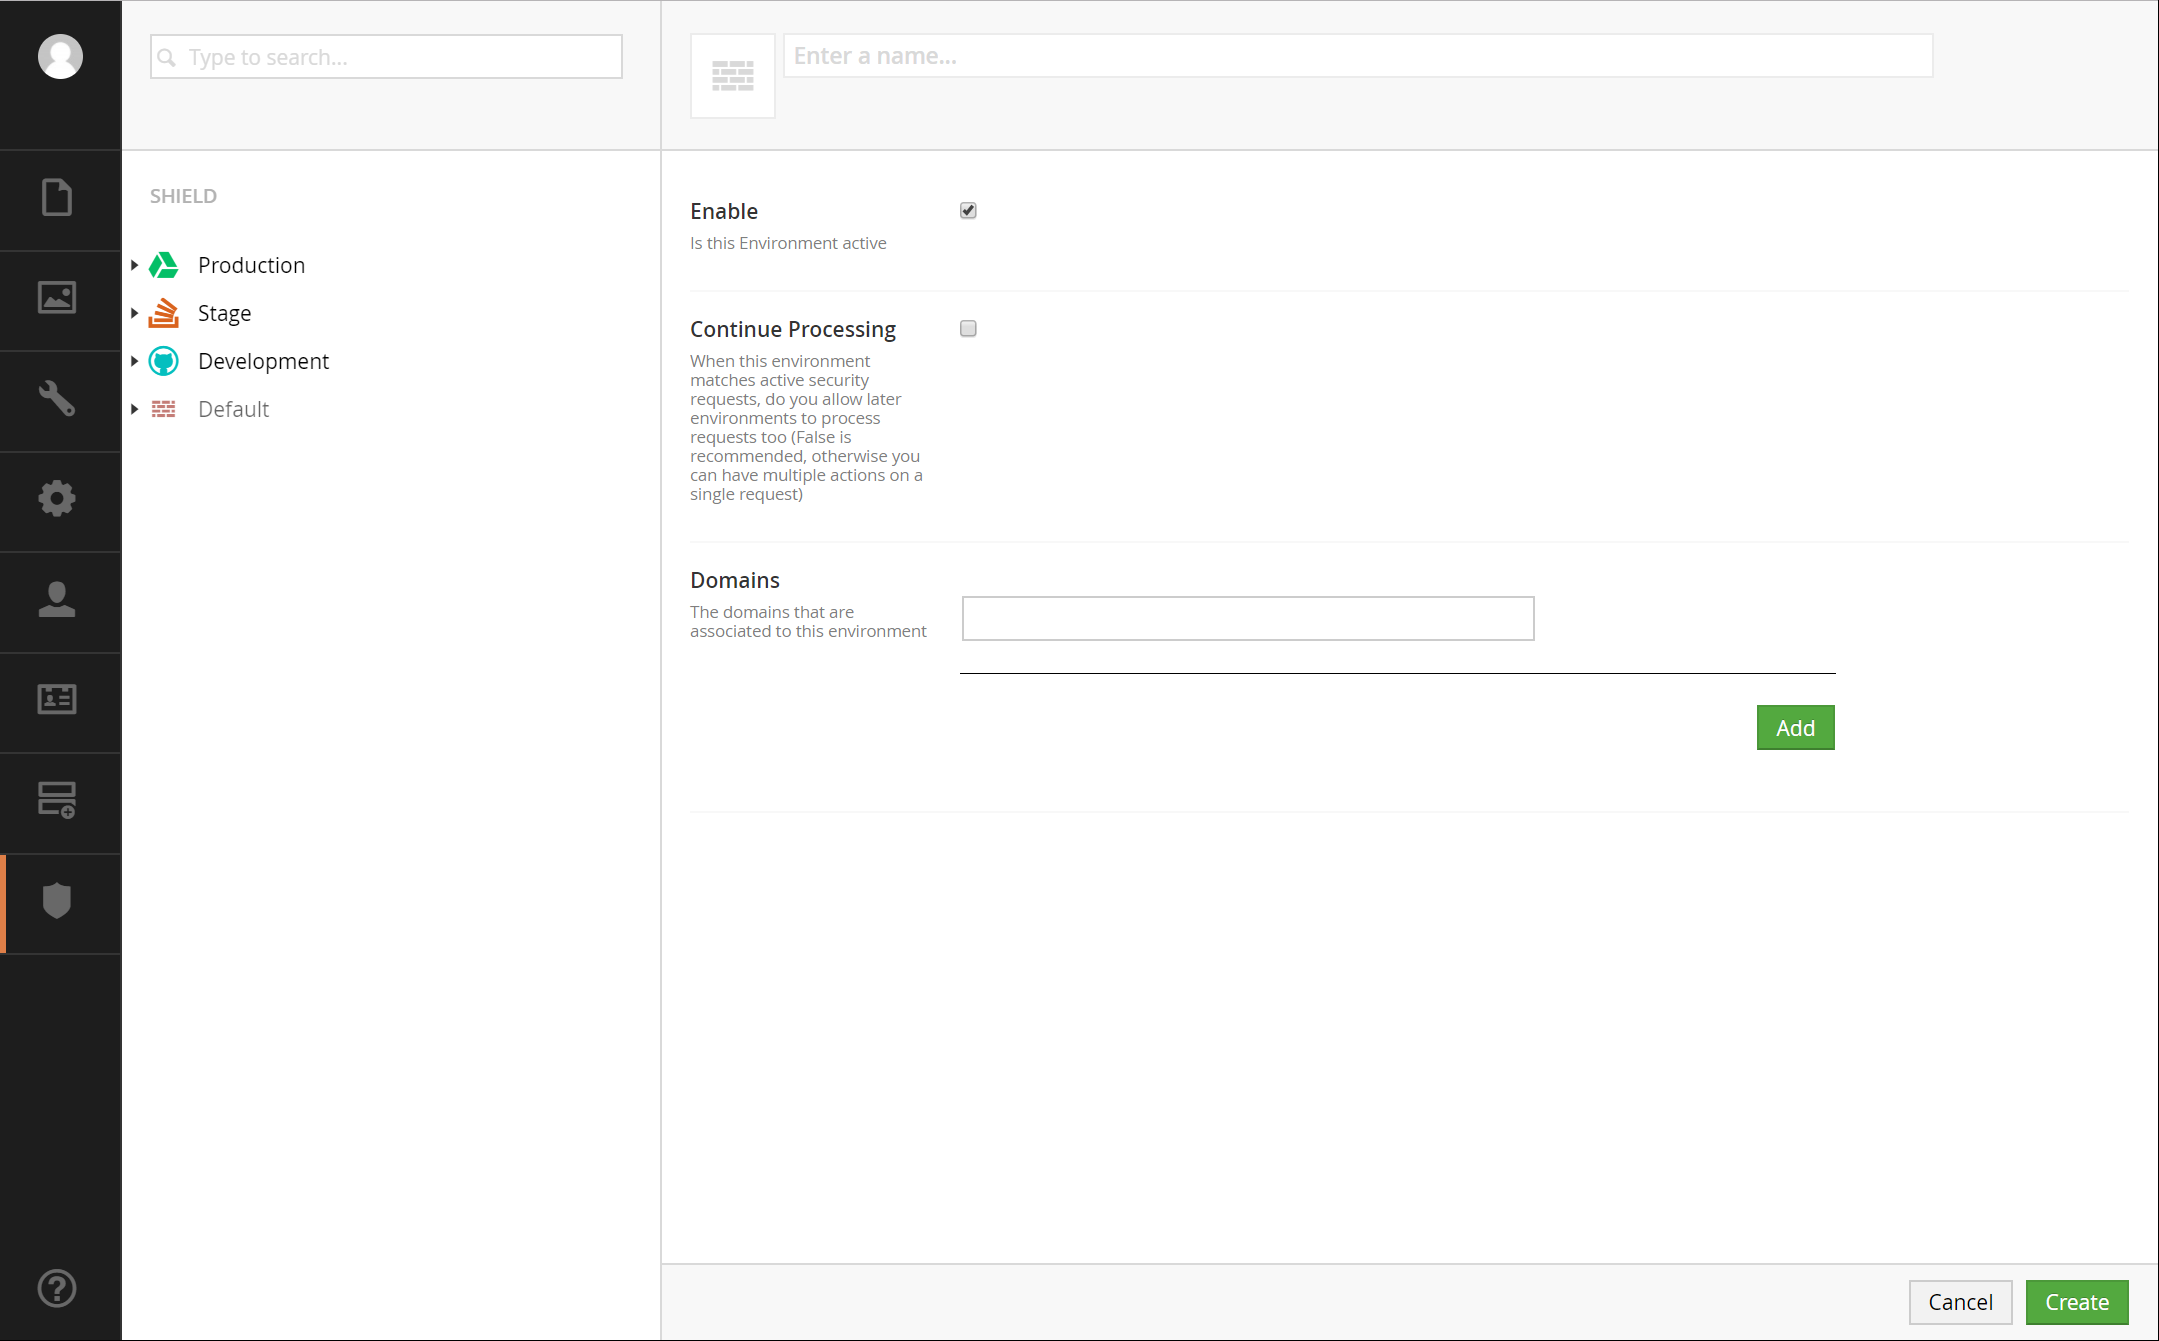 Type to search...
Enter a name...
SHIELD
Production
Stage
Development
Default
Enable
Is this Environment active
Continue Processing
When this environment
matches active security
requests, do you allow later
environments to process
requests too (False is
recommended, otherwise you
can have multiple actions on a
single request)
Domains
The domains that are
associated to this environment
Add
Cancel
Create